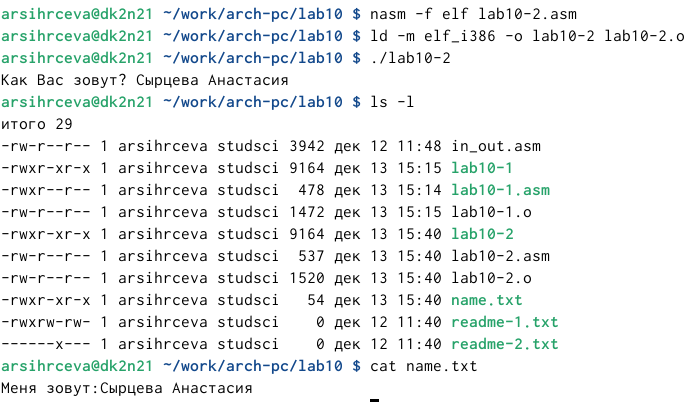 arsihrceva@dk2n21 ~/work/arch-pc/lab10 $ nasm -f elf lab10-2.asm
arsihrceva@dk2n21 ~/work/arch-pc/lab10 $ ld -m elf_i386 -o lab10-2 lab10-2.o
arsihrceva@dk2n21 ~/work/arch-pc/lab10 $ ./lab10-2
Как Вас зовут? Сырцева Анастасия
arsihrceva@dk2n21 ~/work/arch-pc/lab10 $ ls -l
итого 29
-rw-r--r-- 1 arsihrceva studsci 3942 дек 12 11:48 in_out.asm
-rwxr-xr-x 1 arsihrceva studsci 9164 дек 13 15:15 lab10-1
-rwxr--r-- 1 arsihrceva studsci  478 дек 13 15:14 lab10-1.asm
-rw-r--r-- 1 arsihrceva studsci 1472 дек 13 15:15 lab10-1.o
-rwxr-xr-x 1 arsihrceva studsci 9164 дек 13 15:40 lab10-2
-rw-r--r-- 1 arsihrceva studsci  537 дек 13 15:40 lab10-2.asm
-rw-r--r-- 1 arsihrceva studsci 1520 дек 13 15:40 lab10-2.o
-rwxr-xr-x 1 arsihrceva studsci   54 дек 13 15:40 name.txt
-rwxrw-rw- 1 arsihrceva studsci    0 дек 12 11:40 readme-1.txt
------x--- 1 arsihrceva studsci    0 дек 12 11:40 readme-2.txt
arsihrceva@dk2n21 ~/work/arch-pc/lab10 $ cat name.txt
Меня зовут:Сырцева Анастасия